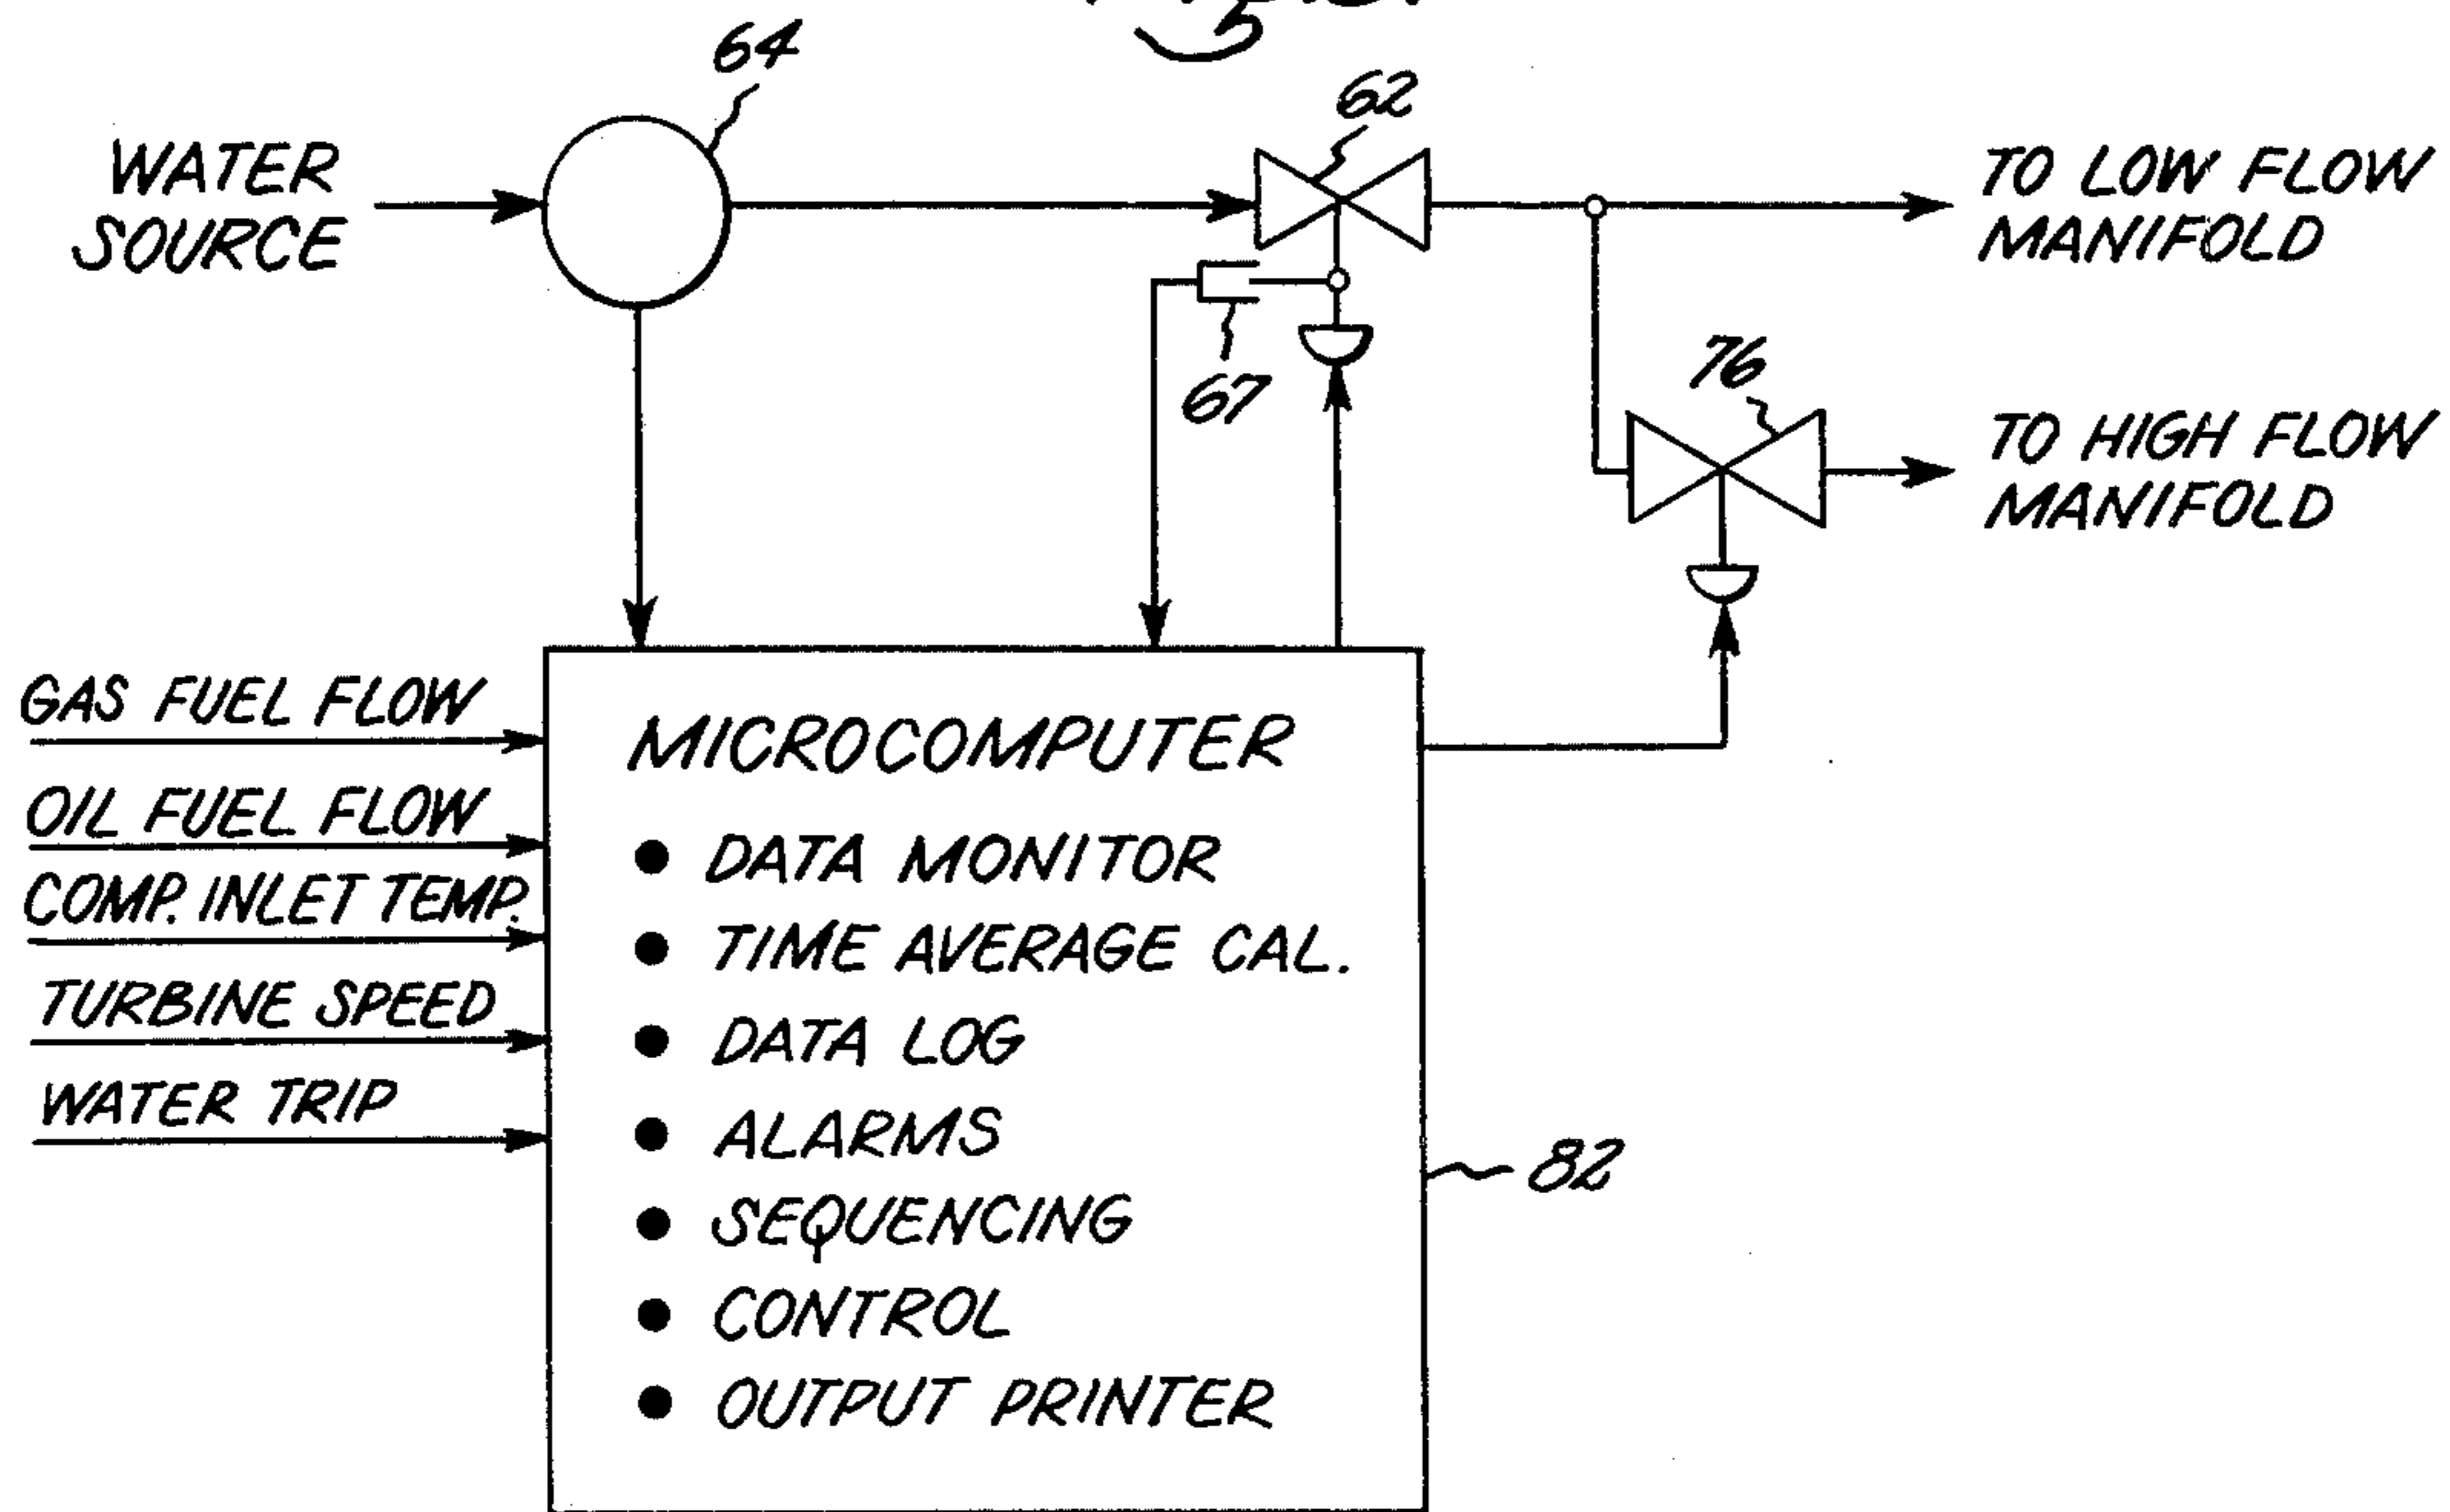 64
62
WATER
SOURCE
TO LOW FLOW
MANIFOLD
67
76
TO HIGH FLOW
MANIFOLD
GAS FUEL FLOW
OIL FUEL FLOW
COMP. INLET TEMP.
TURBINE SPEED
WATER TRIP
MICROCOMPUTER
● DATA MONITOR
● TIME AVERAGE CAL.
● DATA LOG
● ALARMS
● SEQUENCING
● CONTROL
● OUTPUT PRINTER
82